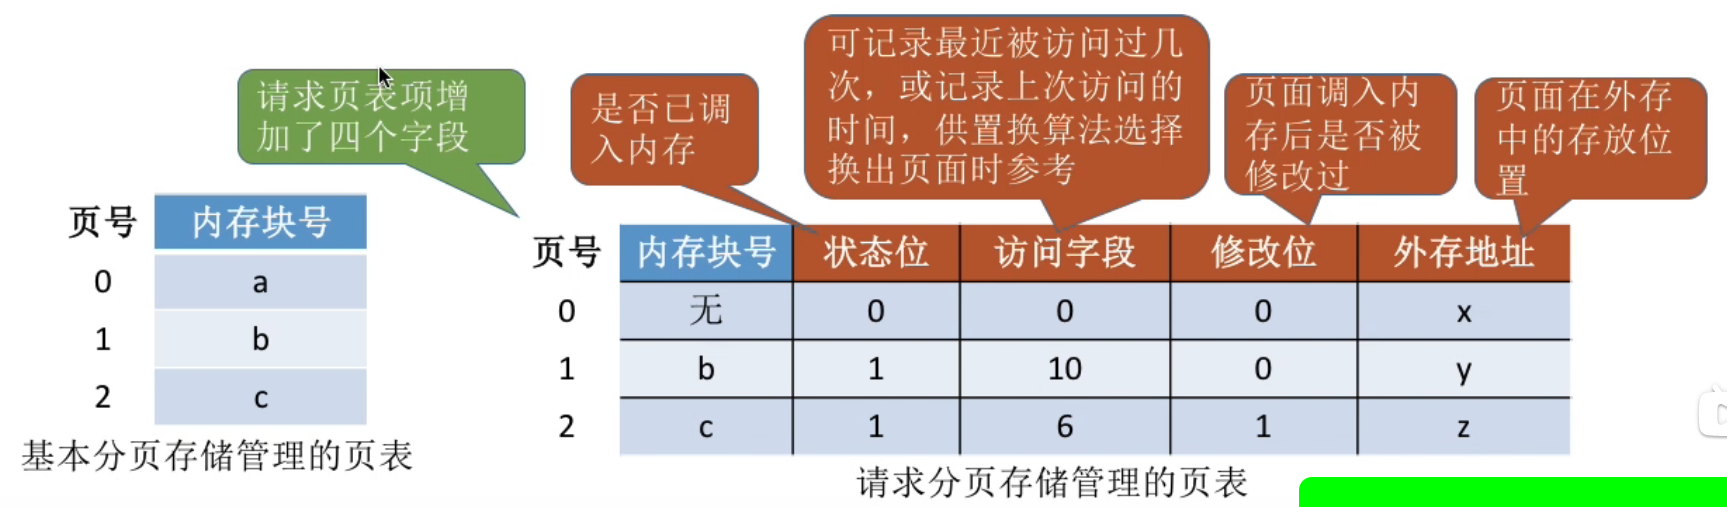 请求页表项增
加了四个字段
是否已调
入内存
可记录最近被访问过几
次，或记录上次访问的
时间，供置换算法选择
换出页面时参考
页面调入内
存后是否被
修改过
页面在外存
中的存放位
置
页号 内存块号
0 a
1 b
2 c
基本分页存储管理的页表
页号 内存块号 状态位 访问字段 修改位 外存地址
0 无 0 0 0 x
1 b 1 10 0 y
2 c 1 6 1 z
请求分页存储管理的页表